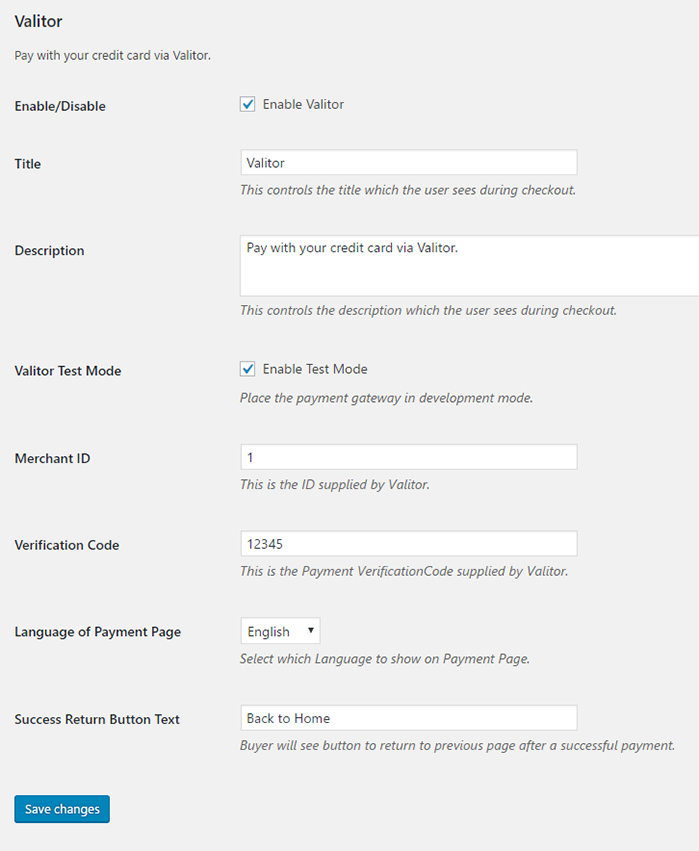 Valitor
Pay with your credit card via Valitor.
Enable/Disable
Enable Valitor
Title
Valitor
This controls the title which the user sees during checkout.
Description
Pay with your credit card via Valitor.
This controls the description which the user sees during checkout.
Valitor Test Mode
Enable Test Mode
Place the payment gateway in development mode.
Merchant ID
1
This is the ID supplied by Valitor.
Verification Code
12345
This is the Payment VerificationCode supplied by Valitor.
Language of Payment Page
English
Select which Language to show on Payment Page.
Success Return Button Text
Back to Home
Buyer will see button to return to previous page after a successful payment.
Save changes